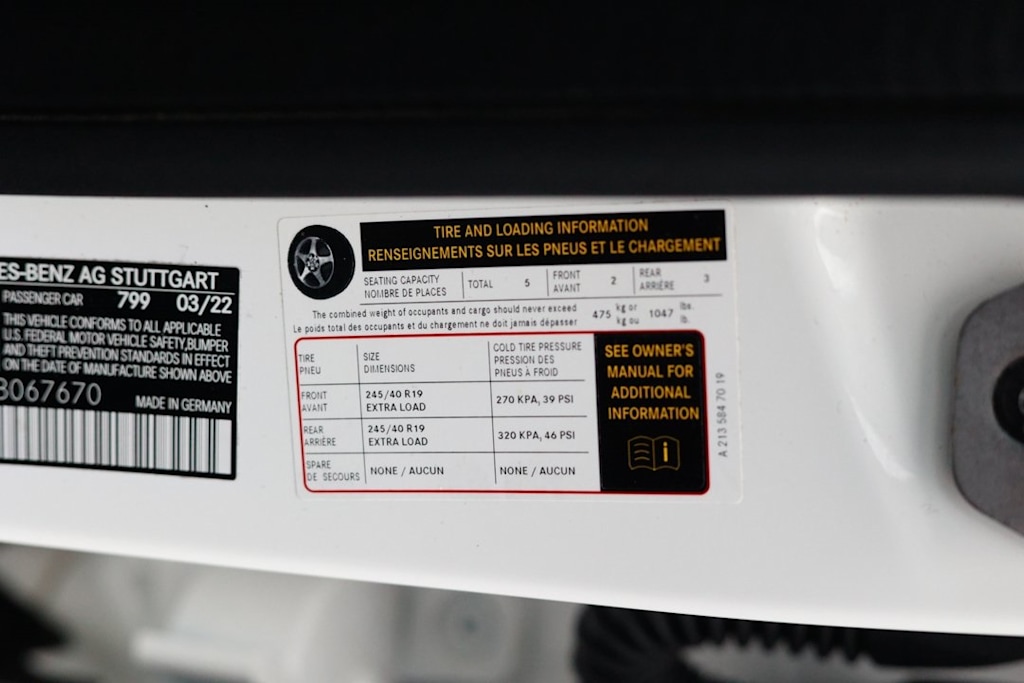 ES-BENZ AG STUTTGART
PASSENGER CAR 799 03/22
THIS VEHICLE CONFORMS TO ALL APPLICABLE
U.S. FEDERAL MOTOR VEHICLE SAFETY,BUMPER
AND THEFT PREVENTION STANDARDS IN EFFECT
ON THE DATE OF MANUFACTURE SHOWN ABOVE
067670
MADE IN GERMANY
TIRE AND LOADING INFORMATION
RENSEIGNEMENTS SUR LES PNEUS ET LE CHARGEMENT
SEATING CAPACITY TOTAL 5 FRONT 2 REAR 3
NOMBRE DE PLACES AVANT ARRIÈRE
The combined weight of occupants and cargo should never exceed 475 kg or 1047 lbs.
Le poids total des occupants et du chargement ne doit jamais dépasser kg ou lb.
TIRE SIZE COLD TIRE PRESSURE
PNEU DIMENSIONS PRESSION DES
PNEUS À FROID
FRONT 245/40 R19 270 KPA, 39 PSI
AVANT EXTRA LOAD
REAR 245/40 R19 320 KPA, 46 PSI
ARRIÈRE EXTRA LOAD
SPARE NONE / AUCUN NONE / AUCUN
DE SECOURS
SEE OWNER'S
MANUAL FOR
ADDITIONAL
INFORMATION
i
A 213 584 70 19